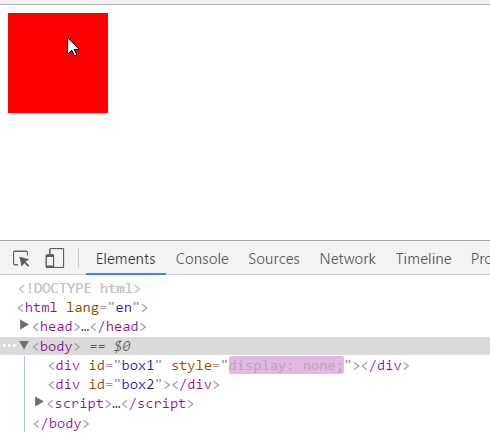 Elements Console Sources Network Timeline Pro
<!DOCTYPE html>
<html lang="en">
<head>…</head>
<body> == $0
<div id="box1" style="display: none;"></div>
<div id="box2"></div>
<script>…</script>
</body>